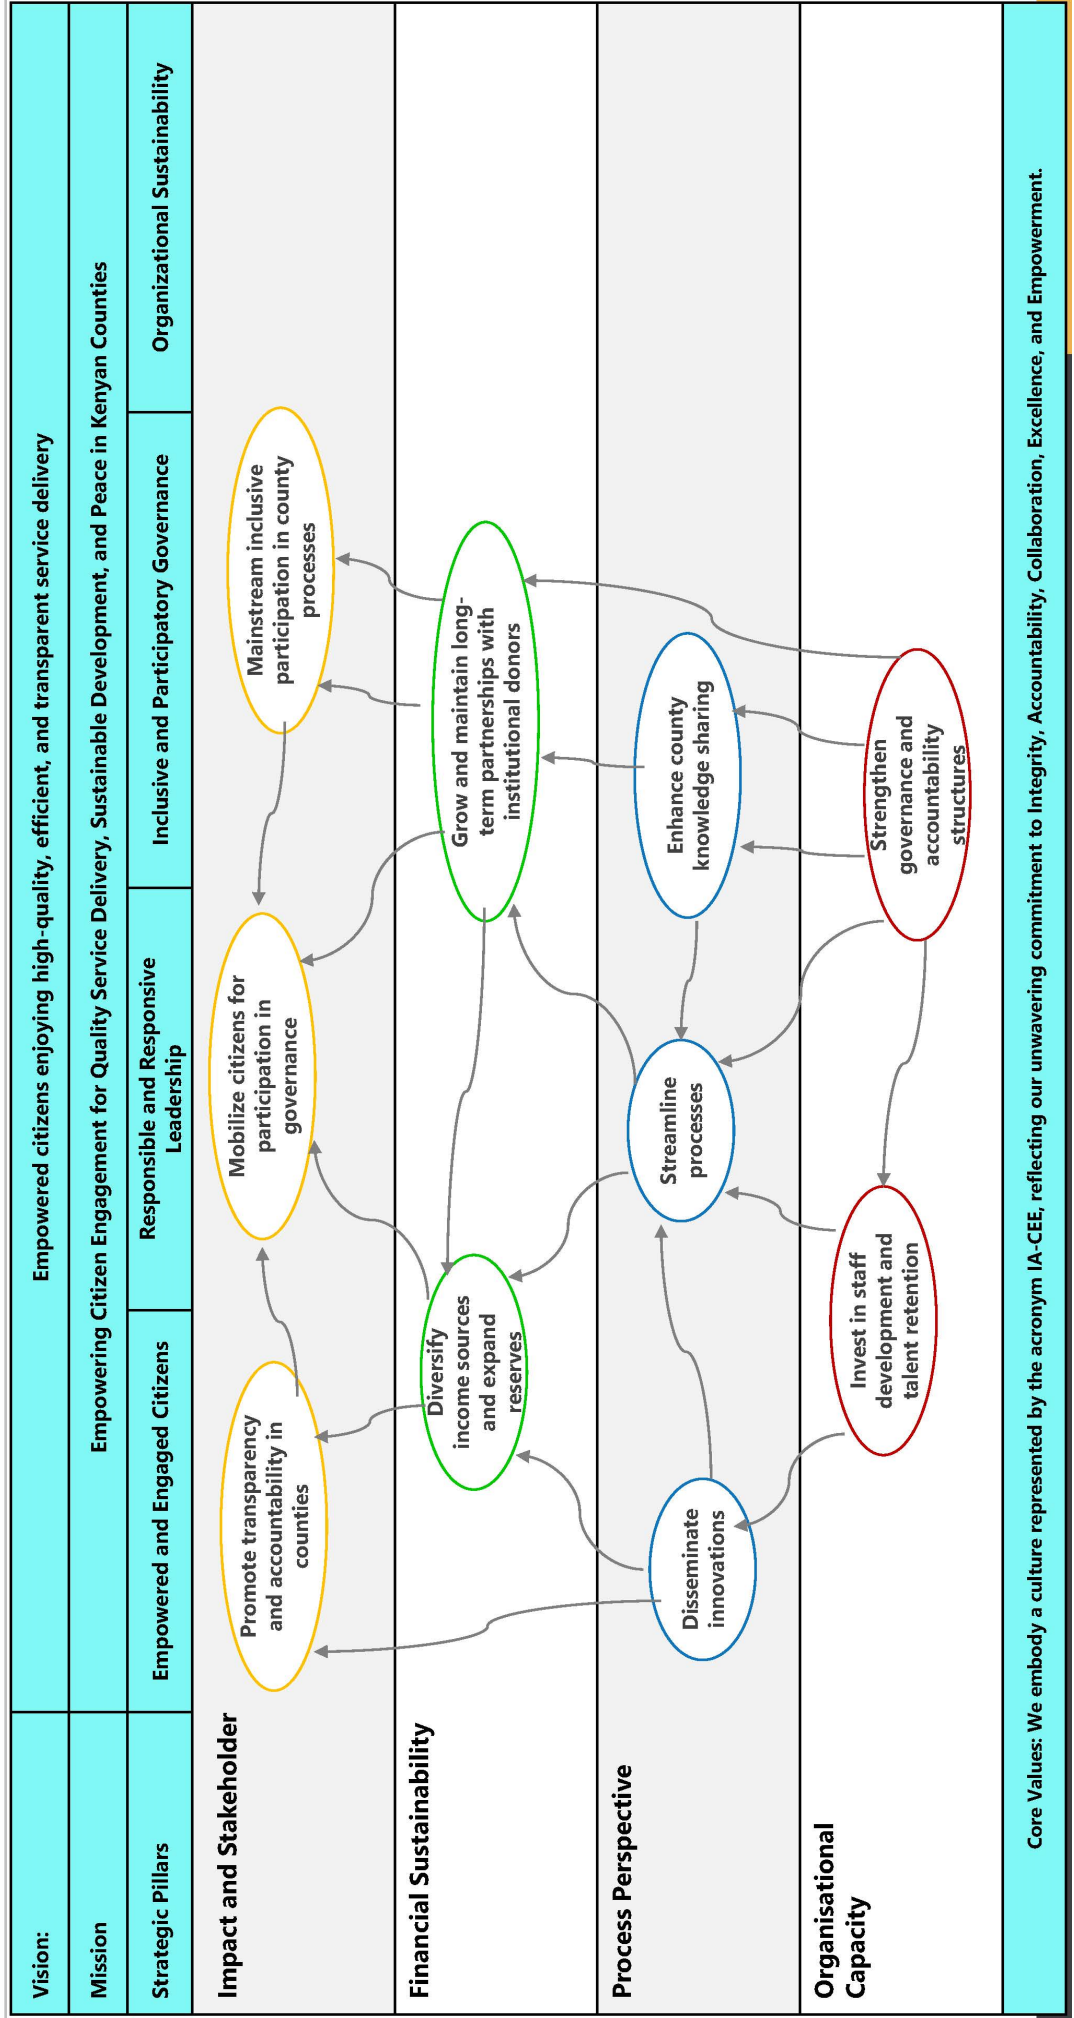 Vision:
Empowered citizens enjoying high-quality, efficient, and transparent service delivery
Mission
Empowering Citizen Engagement for Quality Service Delivery, Sustainable Development, and Peace in Kenyan Counties
Strategic Pillars
Empowered and Engaged Citizens
Responsible and Responsive
Leadership
Inclusive and Participatory Governance
Organizational Sustainability
Impact and Stakeholder
Promote transparency
and accountability in
counties
Mobilize citizens for
participation in
governance
Mainstream inclusive
participation in county
processes
Financial Sustainability
Diversify
income sources
and expand
reserves
Grow and maintain long-
term partnerships with
institutional donors
Process Perspective
Disseminate
innovations
Streamline
processes
Enhance county
knowledge sharing
Organisational
Capacity
Invest in staff
development and
talent retention
Strengthen
governance and
accountability
structures
Core Values: We embody a culture represented by the acronym IA-CEE, reflecting our unwavering commitment to Integrity, Accountability, Collaboration, Excellence, and Empowerment.